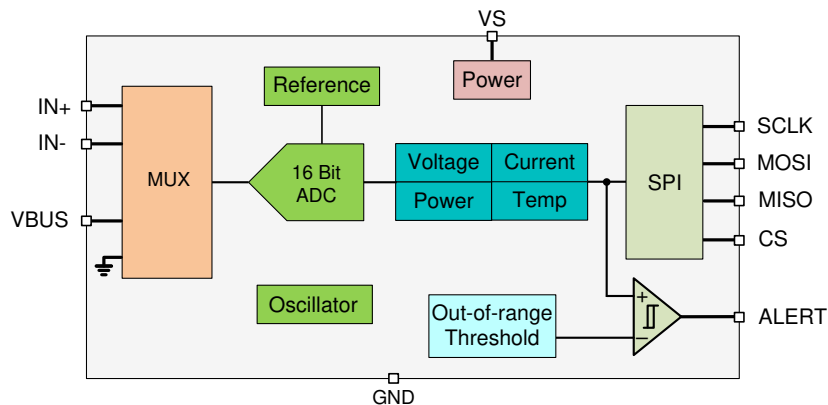 VS
Reference
Power
IN+
IN-
VBUS
MUX
16 Bit
ADC
Voltage
Current
Power
Temp
SPI
SCLK
MOSI
MISO
CS
Oscillator
Out-of-range
Threshold
+
−
ALERT
GND